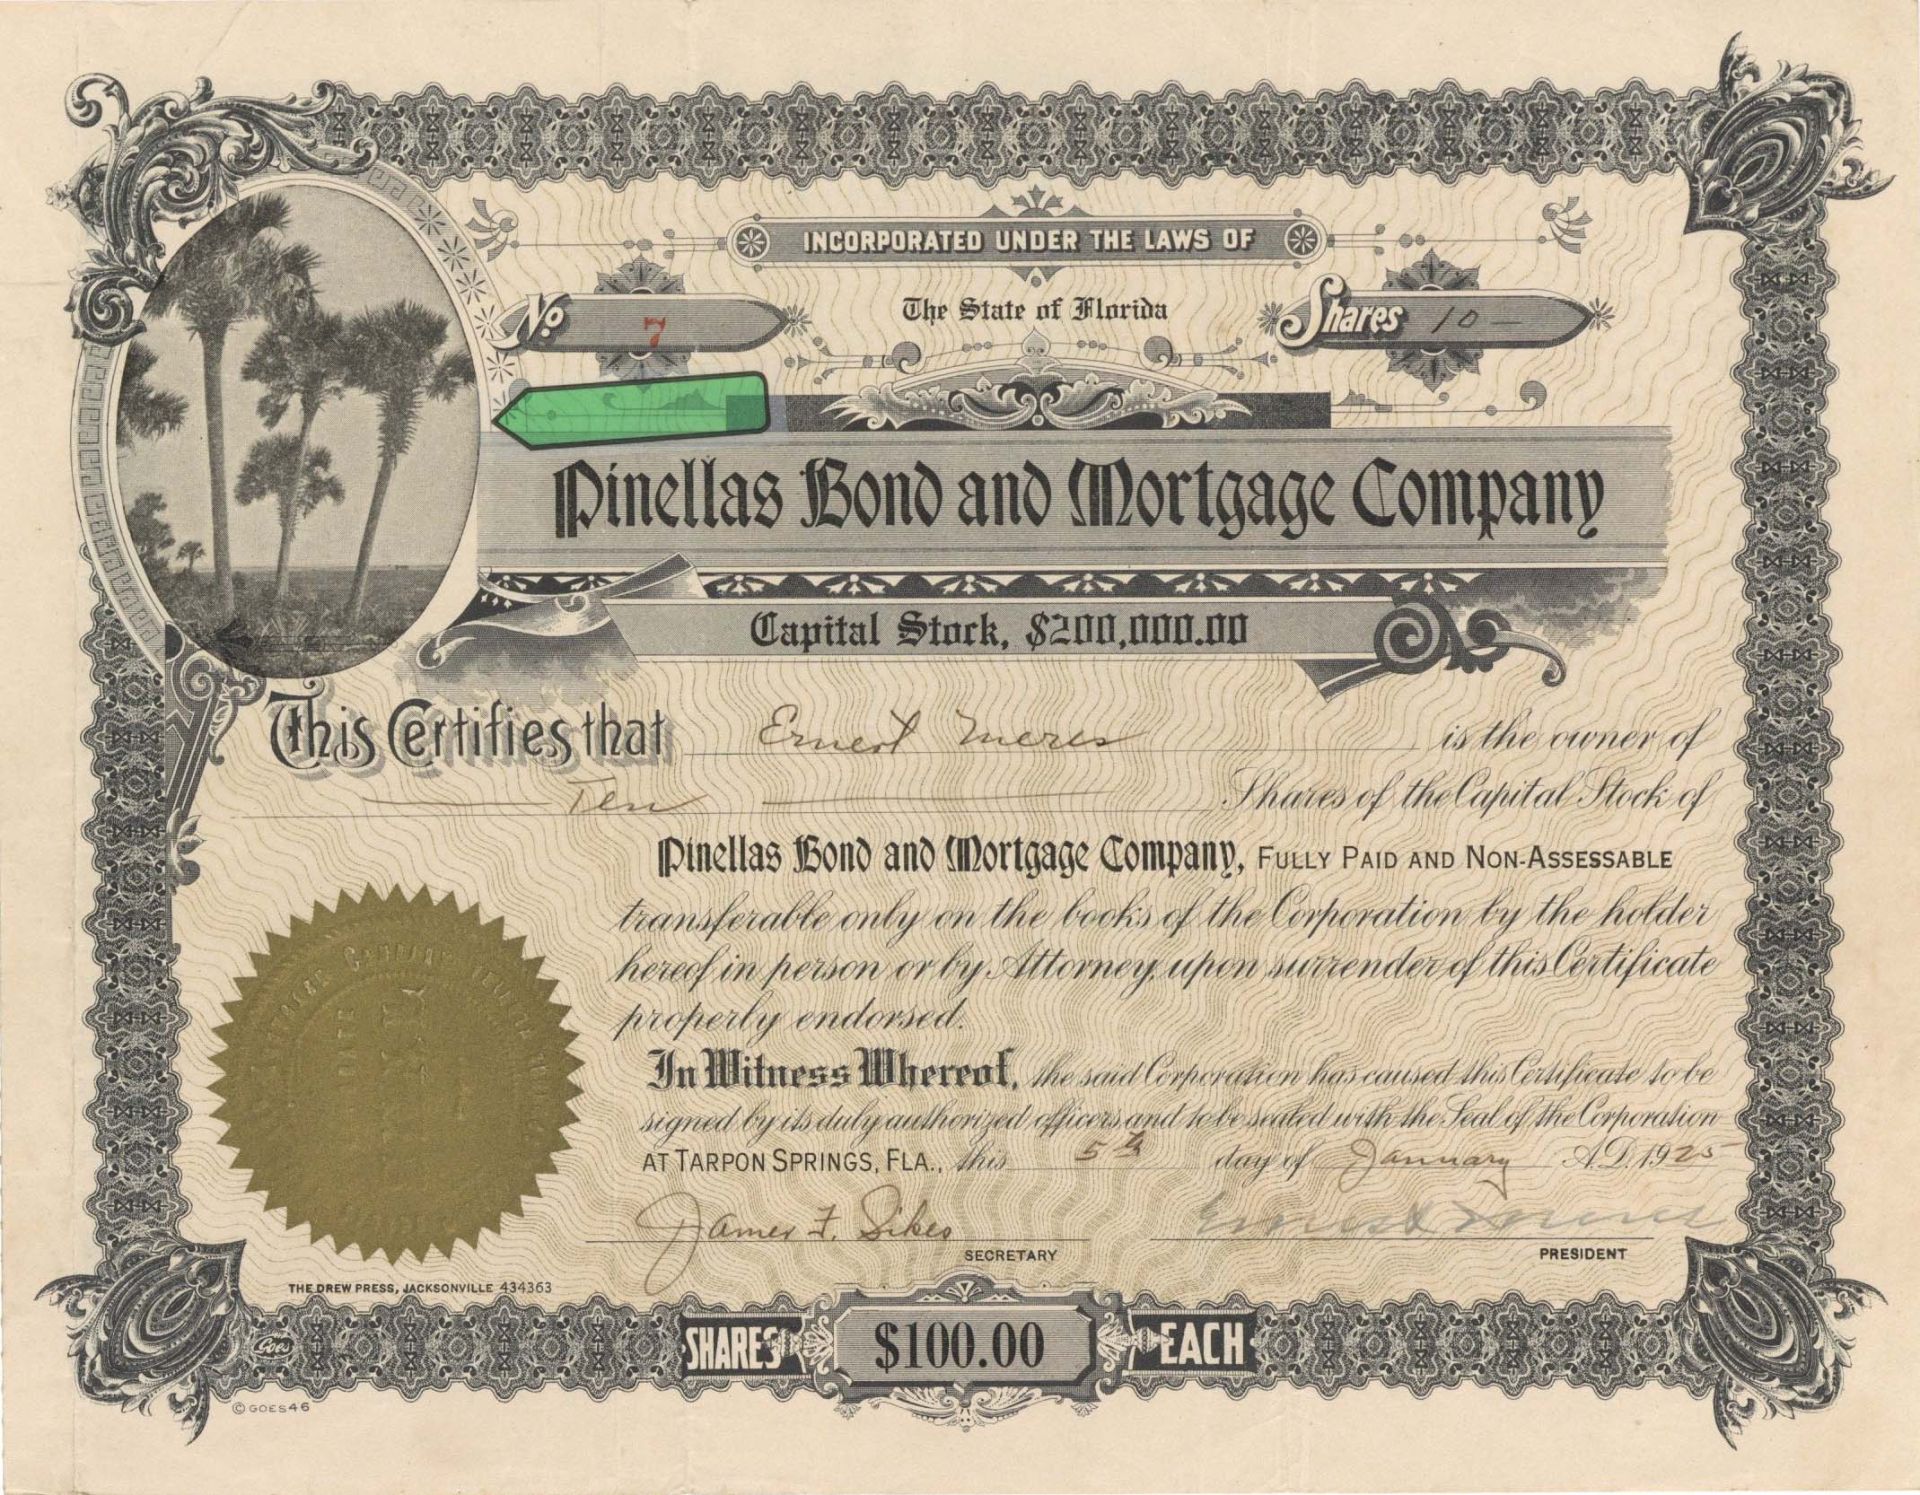 INCORPORATED UNDER THE LAWS OF
No 7
The State of Florida
Shares 10 —
Pinellas Bond and Mortgage Company
Capital Stock, $200,000.00
This Certifies that Ernest Meres is the owner of
Ten Shares of the Capital Stock of
Pinellas Bond and Mortgage Company, FULLY PAID AND NON-ASSESSABLE
transferable only on the books of the Corporation by the holder
hereof in person or by Attorney, upon surrender of this Certificate
properly endorsed.
In Witness Whereof, the said Corporation has caused this Certificate to be
signed by its duly authorized officers and to be sealed with the Seal of the Corporation
AT TARPON SPRINGS, FLA., this 5th day of January A.D. 1925
James F. Sikes
SECRETARY
Ernest Meres
PRESIDENT
THE DREW PRESS, JACKSONVILLE 434363
SHARES $100.00 EACH
Goes
© GOES 46